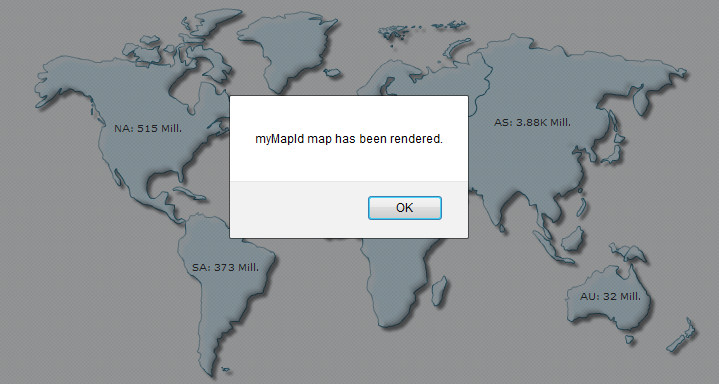 NA: 515 Mill.
AS: 3.88K Mill.
myMapId map has been rendered.
OK
SA: 373 Mill.
AU: 32 Mill.